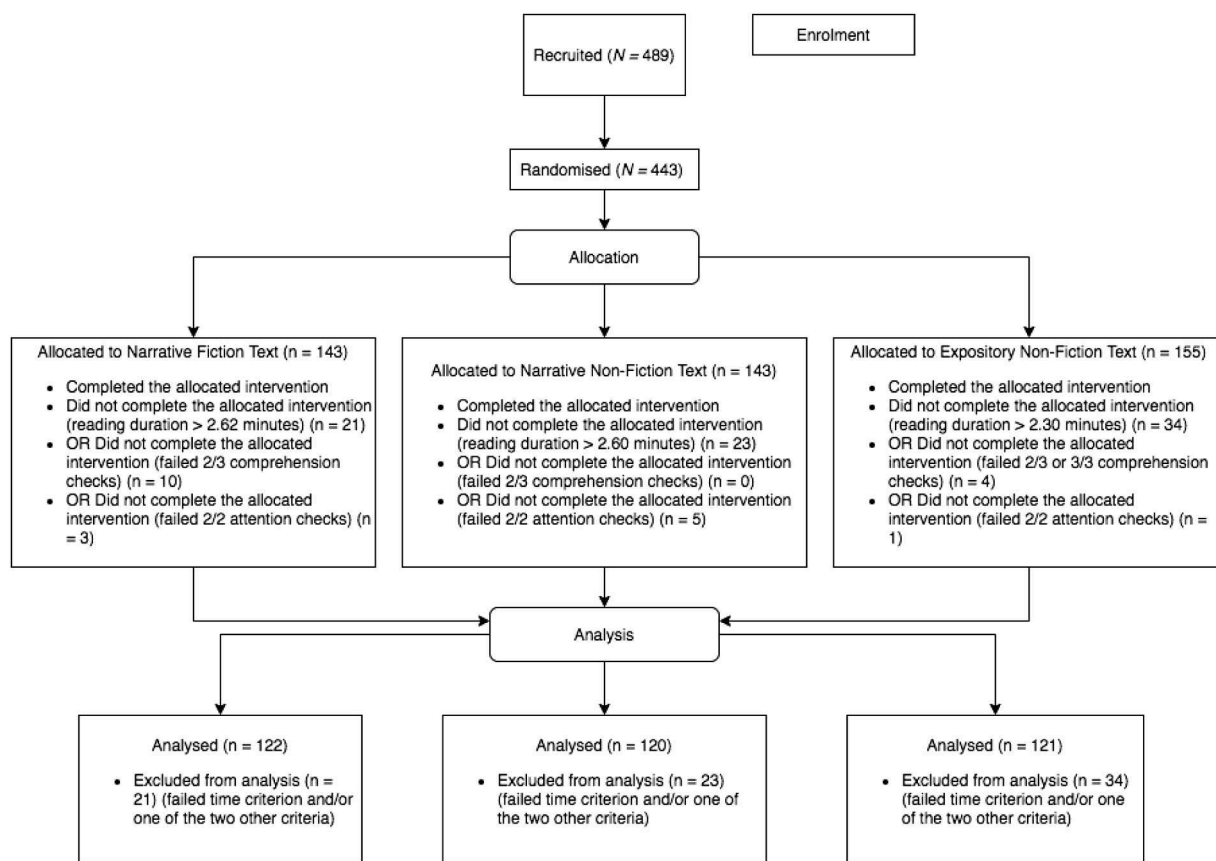 Recruited (N = 489)
Enrolment
Randomised (N = 443)
Allocation
Allocated to Narrative Fiction Text (n = 143)
• Completed the allocated intervention
• Did not complete the allocated intervention
(reading duration > 2.62 minutes) (n = 21)
• OR Did not complete the allocated
intervention (failed 2/3 comprehension
checks) (n = 10)
• OR Did not complete the allocated
intervention (failed 2/2 attention checks) (n
= 3)
Allocated to Narrative Non-Fiction Text (n = 143)
• Completed the allocated intervention
• Did not complete the allocated intervention
(reading duration > 2.60 minutes) (n = 23)
• OR Did not complete the allocated intervention
(failed 2/3 comprehension checks) (n = 0)
• OR Did not complete the allocated intervention
(failed 2/2 attention checks) (n = 5)
Allocated to Expository Non-Fiction Text (n = 155)
• Completed the allocated intervention
• Did not complete the allocated intervention
(reading duration > 2.30 minutes) (n = 34)
• OR Did not complete the allocated
intervention (failed 2/3 or 3/3 comprehension
checks) (n = 4)
• OR Did not complete the allocated
intervention (failed 2/2 attention checks) (n =
1)
Analysis
Analysed (n = 122)
• Excluded from analysis (n =
21) (failed time criterion and/or
one of the two other criteria)
Analysed (n = 120)
• Excluded from analysis (n = 23)
(failed time criterion and/or one of
the two other criteria)
Analysed (n = 121)
• Excluded from analysis (n = 34)
(failed time criterion and/or one
of the two other criteria)